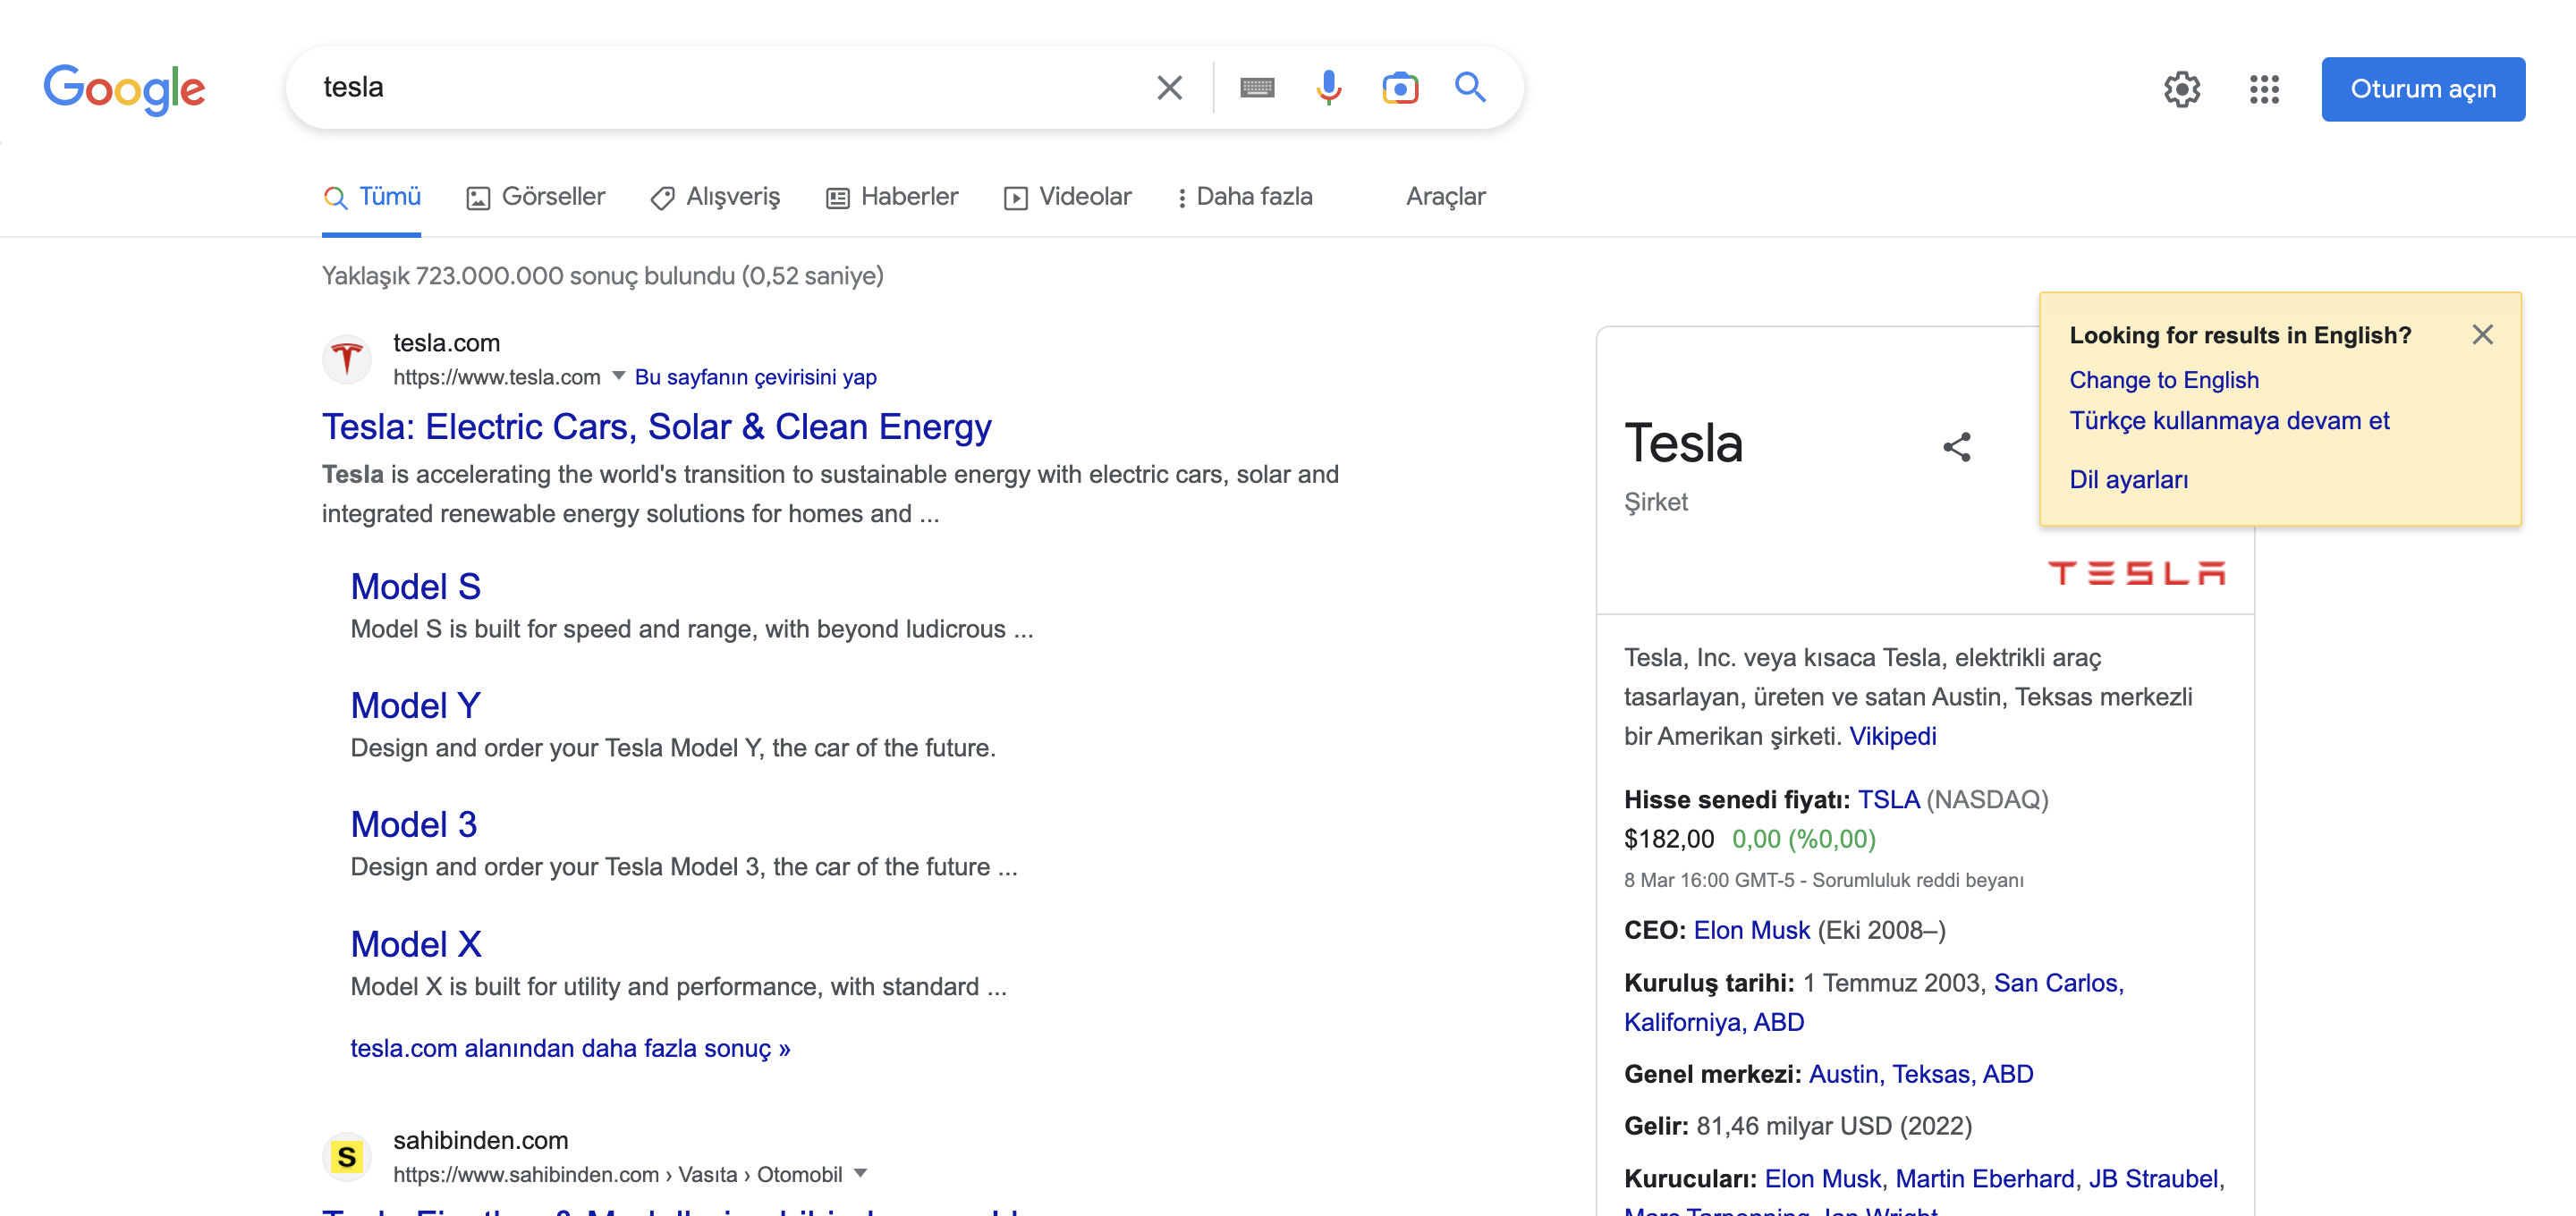 Google
tesla
Oturum açın
Tümü
Görseller
Alışveriş
Haberler
Videolar
Daha fazla
Araçlar
Yaklaşık 723.000.000 sonuç bulundu (0,52 saniye)
tesla.com
https://www.tesla.com Bu sayfanın çevirisini yap
Tesla: Electric Cars, Solar & Clean Energy
Tesla is accelerating the world's transition to sustainable energy with electric cars, solar and
integrated renewable energy solutions for homes and ...
Model S
Model S is built for speed and range, with beyond ludicrous ...
Model Y
Design and order your Tesla Model Y, the car of the future.
Model 3
Design and order your Tesla Model 3, the car of the future ...
Model X
Model X is built for utility and performance, with standard ...
tesla.com alanından daha fazla sonuç »
S
sahibinden.com
https://www.sahibinden.com › Vasıta › Otomobil
Looking for results in English?
Change to English
Türkçe kullanmaya devam et
Dil ayarları
Tesla
Şirket
TESLA
Tesla, Inc. veya kısaca Tesla, elektrikli araç
tasarlayan, üreten ve satan Austin, Teksas merkezli
bir Amerikan şirketi. Vikipedi
Hisse senedi fiyatı: TSLA (NASDAQ)
$182,00 0,00 (%0,00)
8 Mar 16:00 GMT-5 - Sorumluluk reddi beyanı
CEO: Elon Musk (Eki 2008–)
Kuruluş tarihi: 1 Temmuz 2003, San Carlos,
Kaliforniya, ABD
Genel merkezi: Austin, Teksas, ABD
Gelir: 81,46 milyar USD (2022)
Kurucuları: Elon Musk, Martin Eberhard, JB Straubel,
Marc Tarpenning, Ian Wright